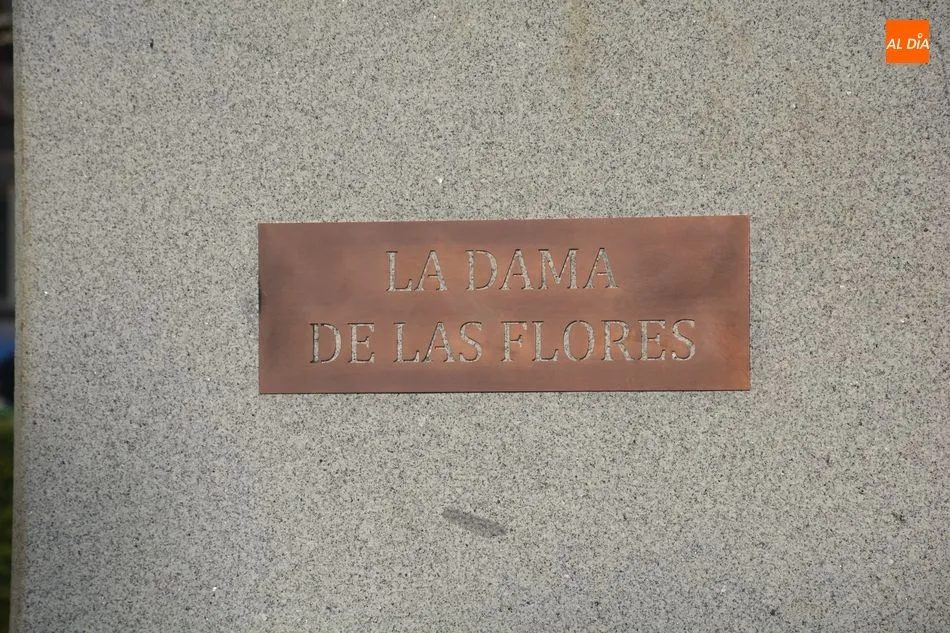 AL DÍA
LA DAMA
DE LAS FLORES